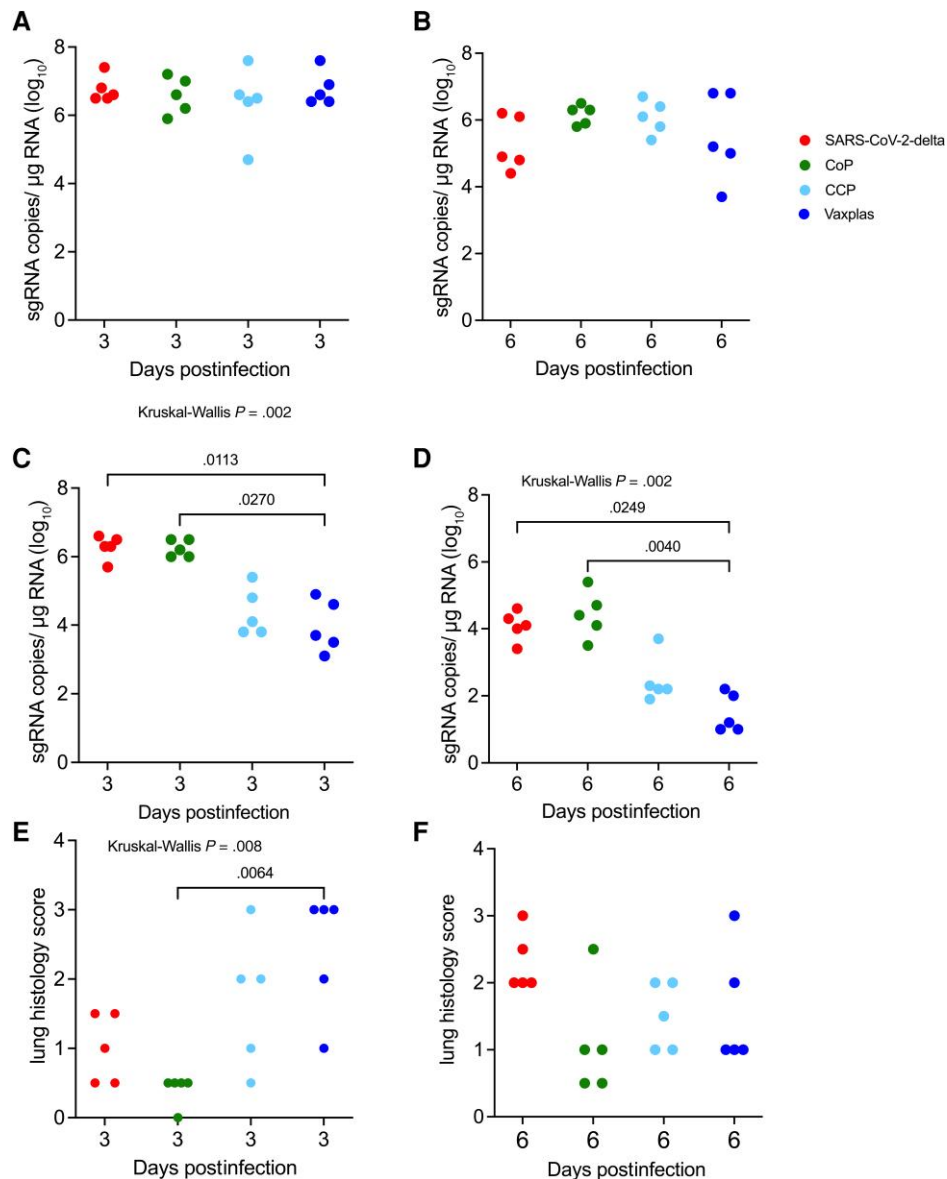 A
sgRNA copies/ µg RNA (log10)
8
6
4
2
0
3 3 3 3
Days postinfection
B
sgRNA copies/ µg RNA (log10)
8
6
4
2
0
6 6 6 6
Days postinfection
SARS-CoV-2-delta
CoP
CCP
Vaxplas
Kruskal-Wallis P = .002
C
.0113
.0270
sgRNA copies/ µg RNA (log10)
8
6
4
2
0
3 3 3 3
Days postinfection
D
Kruskal-Wallis P = .002
.0249
.0040
sgRNA copies/ µg RNA (log10)
8
6
4
2
0
6 6 6 6
Days postinfection
E
Kruskal-Wallis P = .008
.0064
lung histology score
4
3
2
1
0
3 3 3 3
Days postinfection
F
lung histology score
4
3
2
1
0
6 6 6 6
Days postinfection